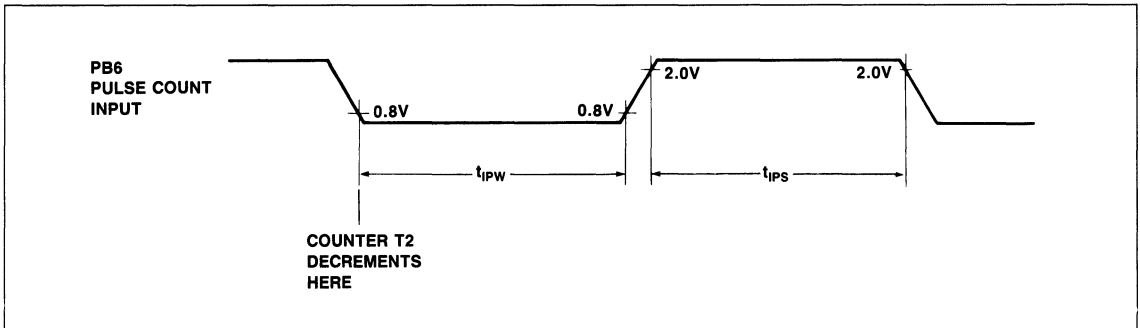 PB6
PULSE COUNT
INPUT
0.8V
0.8V
2.0V
2.0V
tIPW
tIPS
COUNTER T2
DECREMENTS
HERE